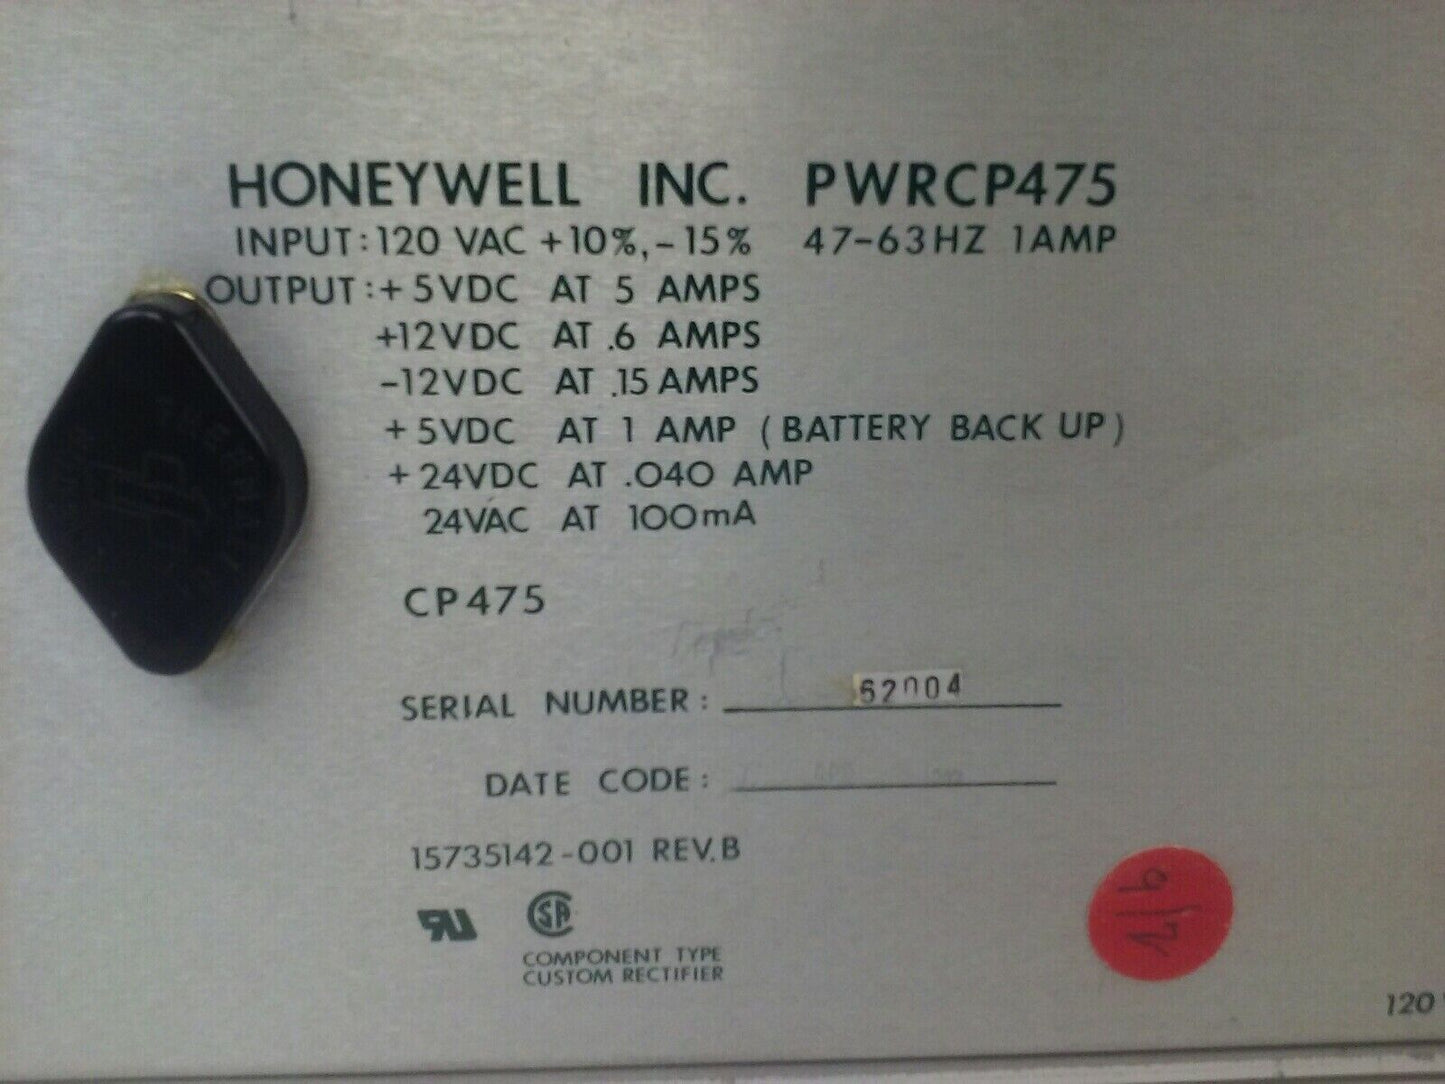 HONEYWELL INC. PWRCP475
INPUT: 120 VAC +10%, -15% 47-63HZ 1AMP
OUTPUT: +5VDC AT 5 AMPS
+12VDC AT .6 AMPS
-12VDC AT .15 AMPS
+5VDC AT 1 AMP (BATTERY BACK UP)
+24VDC AT .040 AMP
24VAC AT 100mA
CP475
SERIAL NUMBER: 62004
DATE CODE:
15735142-001 REV.B
COMPONENT TYPE
CUSTOM RECTIFIER
120